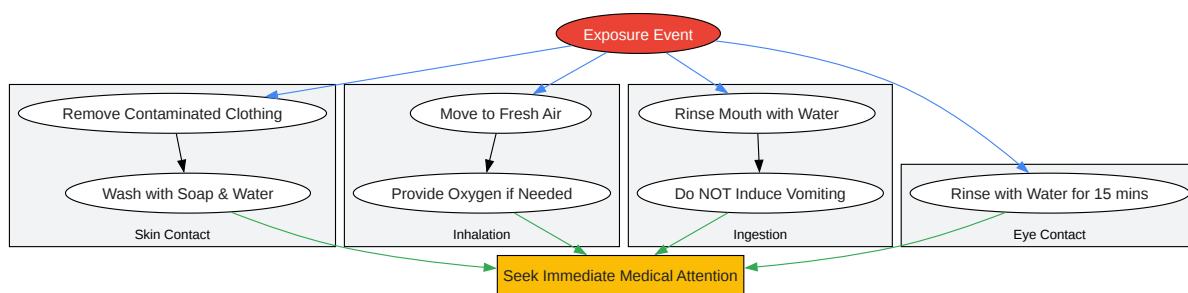 Exposure Event
Remove Contaminated Clothing
Move to Fresh Air
Rinse Mouth with Water
Wash with Soap & Water
Provide Oxygen if Needed
Do NOT Induce Vomiting
Rinse with Water for 15 mins
Skin Contact
Inhalation
Ingestion
Eye Contact
Seek Immediate Medical Attention